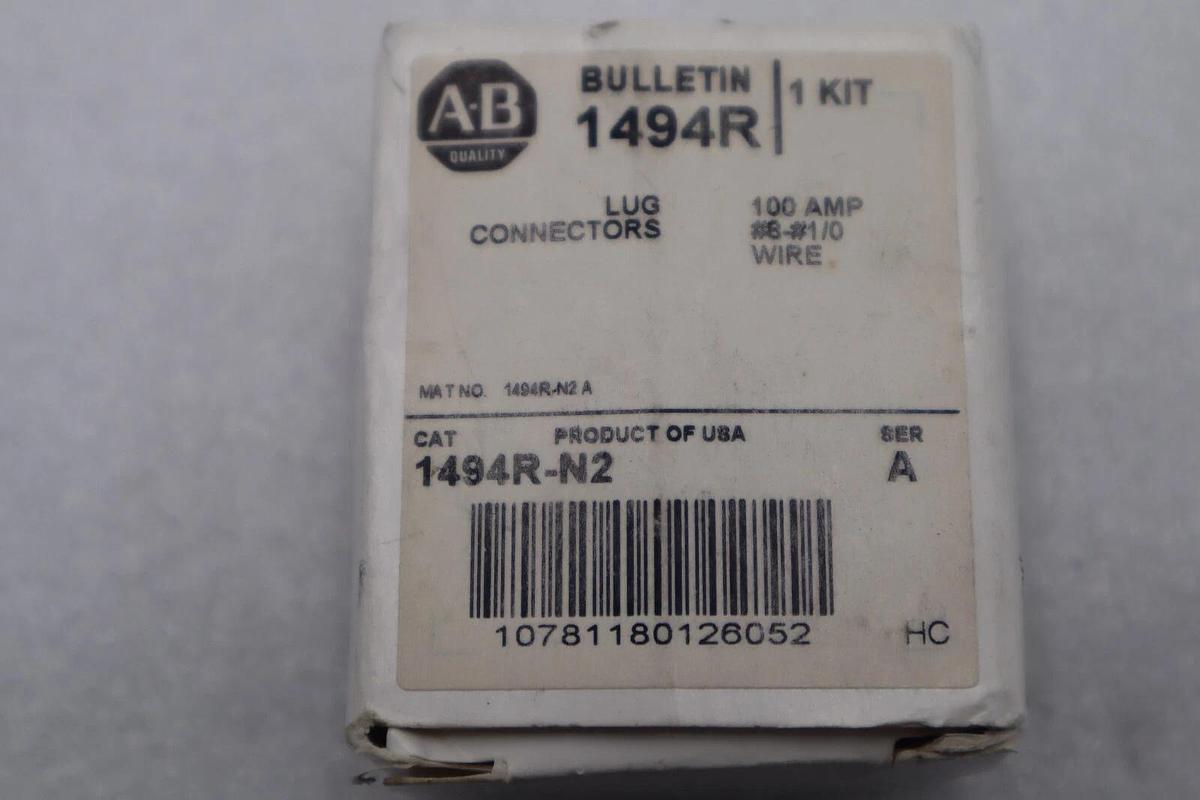 A-B
QUALITY
BULLETIN
1494R
1 KIT
LUG
CONNECTORS
100 AMP
#8-#1/0
WIRE
MAT NO. 1494R-N2 A
CAT
PRODUCT OF USA
SER
1494R-N2
A
10781180126052
HC